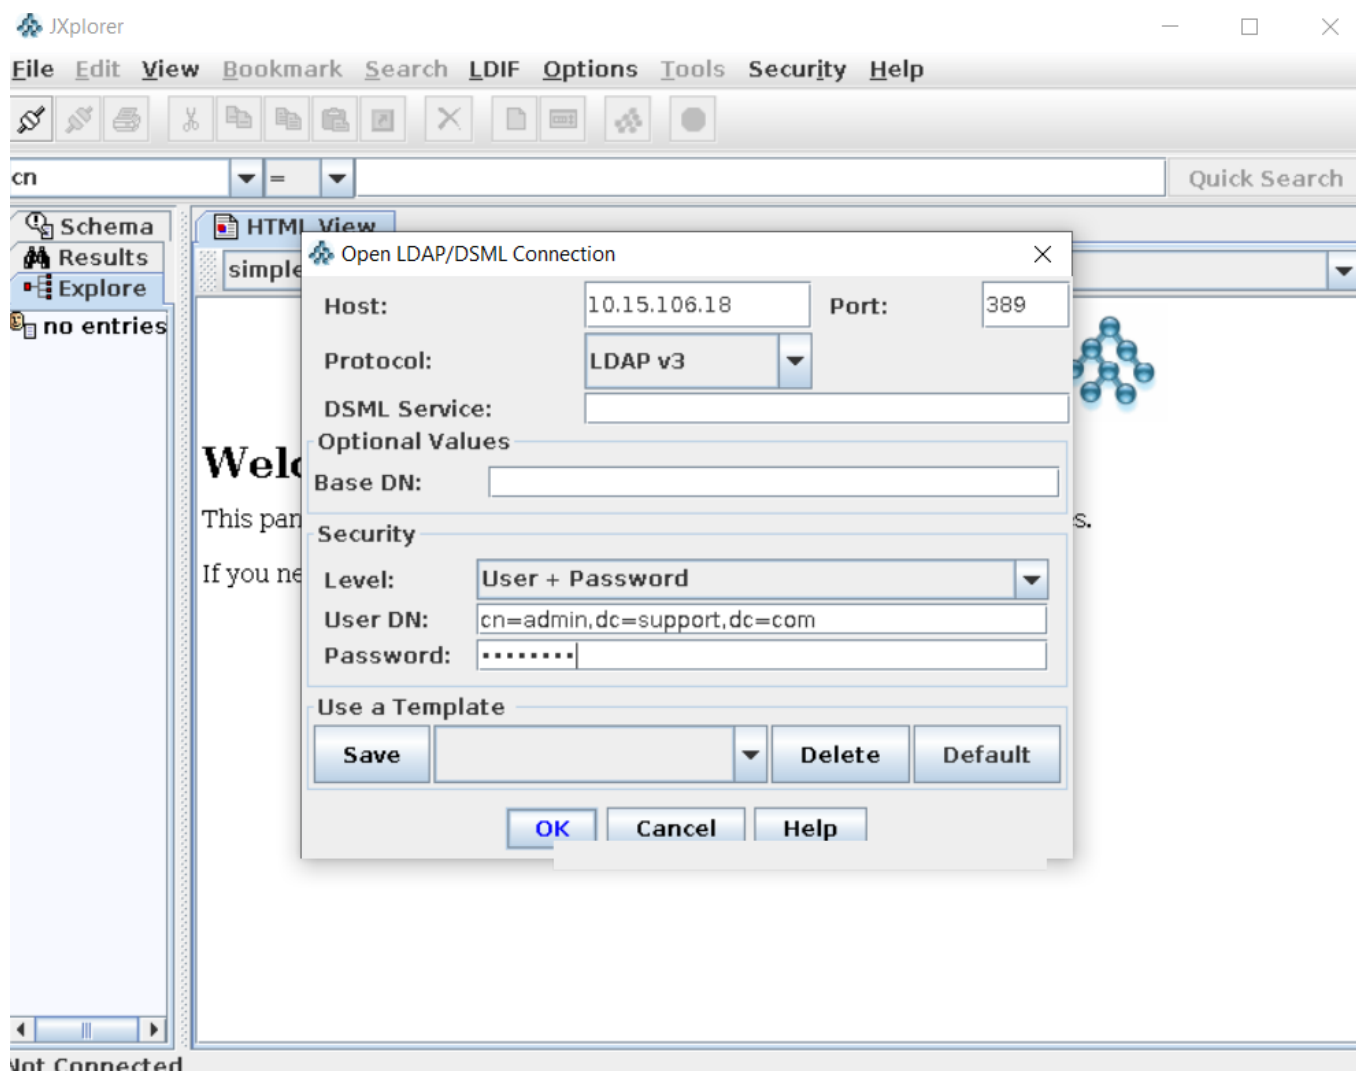 JXplorer
File Edit View Bookmark Search LDIF Options Tools Security Help
cn = Quick Search
Schema
Results
Explore
no entries
HTML View
simple
Open LDAP/DSML Connection
Host: 10.15.106.18 Port: 389
Protocol: LDAP v3
DSML Service:
Optional Values
Base DN:
Security
Level: User + Password
User DN: cn=admin,dc=support,dc=com
Password: ••••••••
Use a Template
Save Delete Default
OK Cancel Help
Welc
This pan s.
If you ne
Not Connected